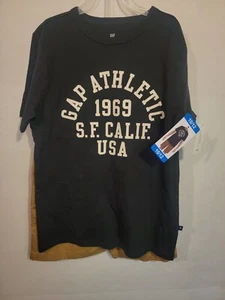 GAP ATHLETIC
1969
S.F. CALIF.
USA